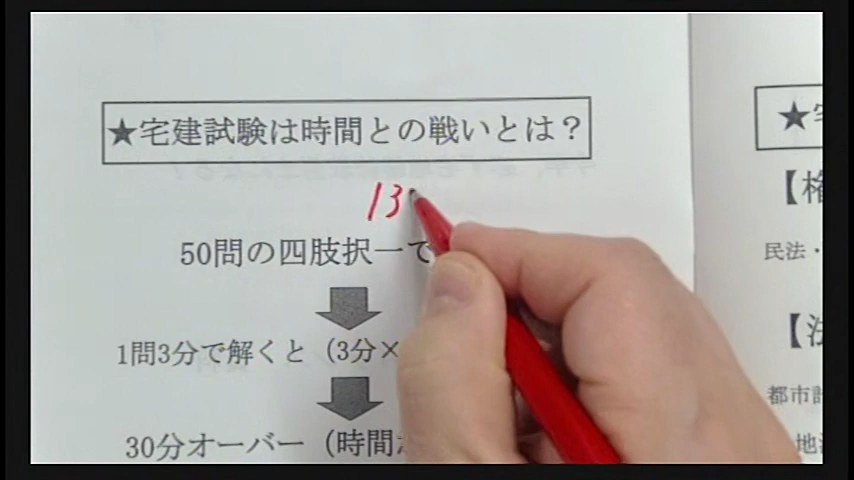 ★宅建試験は時間との戦いとは？
13
50問の四肢択一で
1問3分で解くと（3分×
30分オーバー（時間
★
【権
民法・
【法
都市計